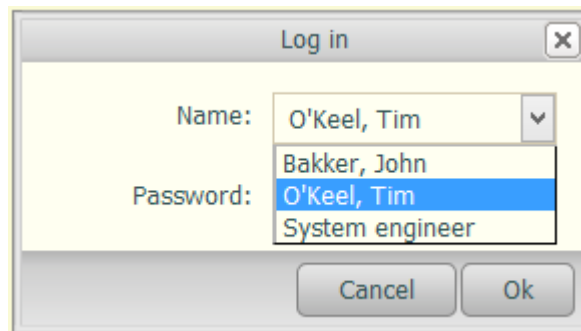 Log in
Name: O'Keel, Tim
Bakker, John
Password: O'Keel, Tim
System engineer
Cancel Ok